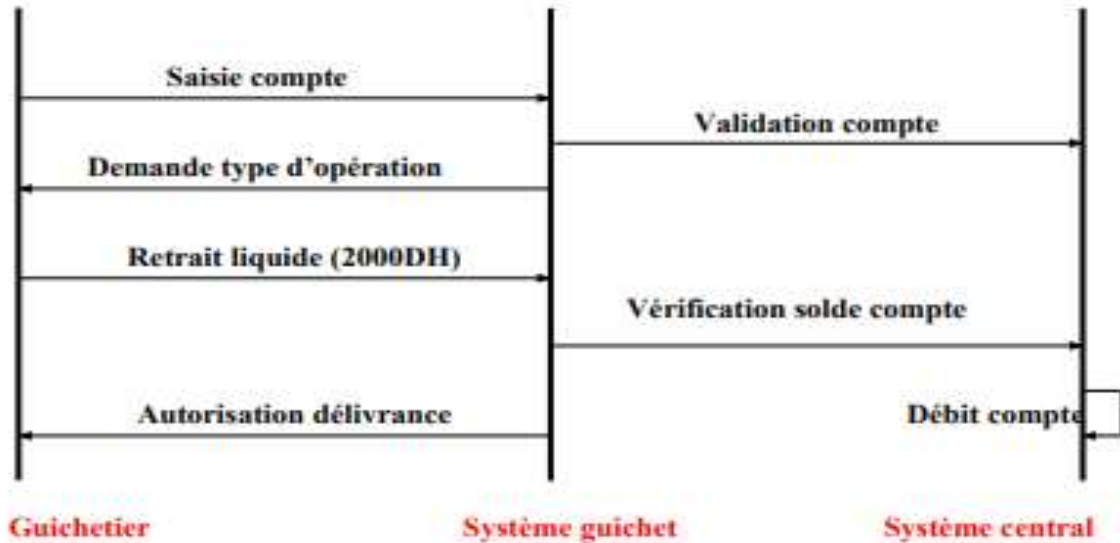 Saisie compte
Validation compte
Demande type d'opération
Retrait liquide (2000DH)
Vérification solde compte
Autorisation délivrance
Débit compte
Guichetier
Système guichet
Système central